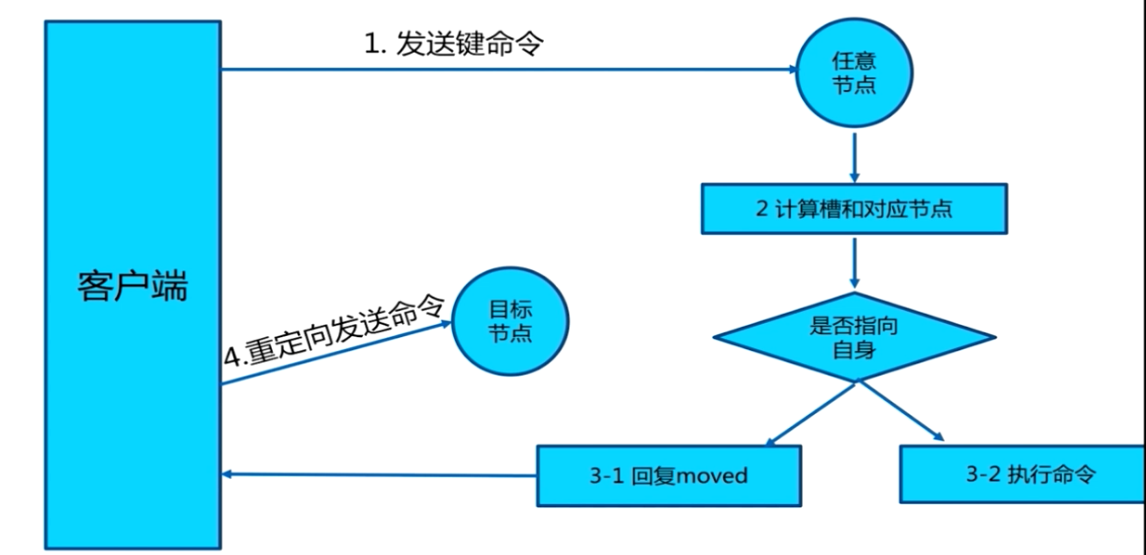 1. 发送键命令
任意
节点
2 计算槽和对应节点
客户端
目标
节点
4.重定向发送命令
是否指向
自身
3-1 回复moved
3-2 执行命令